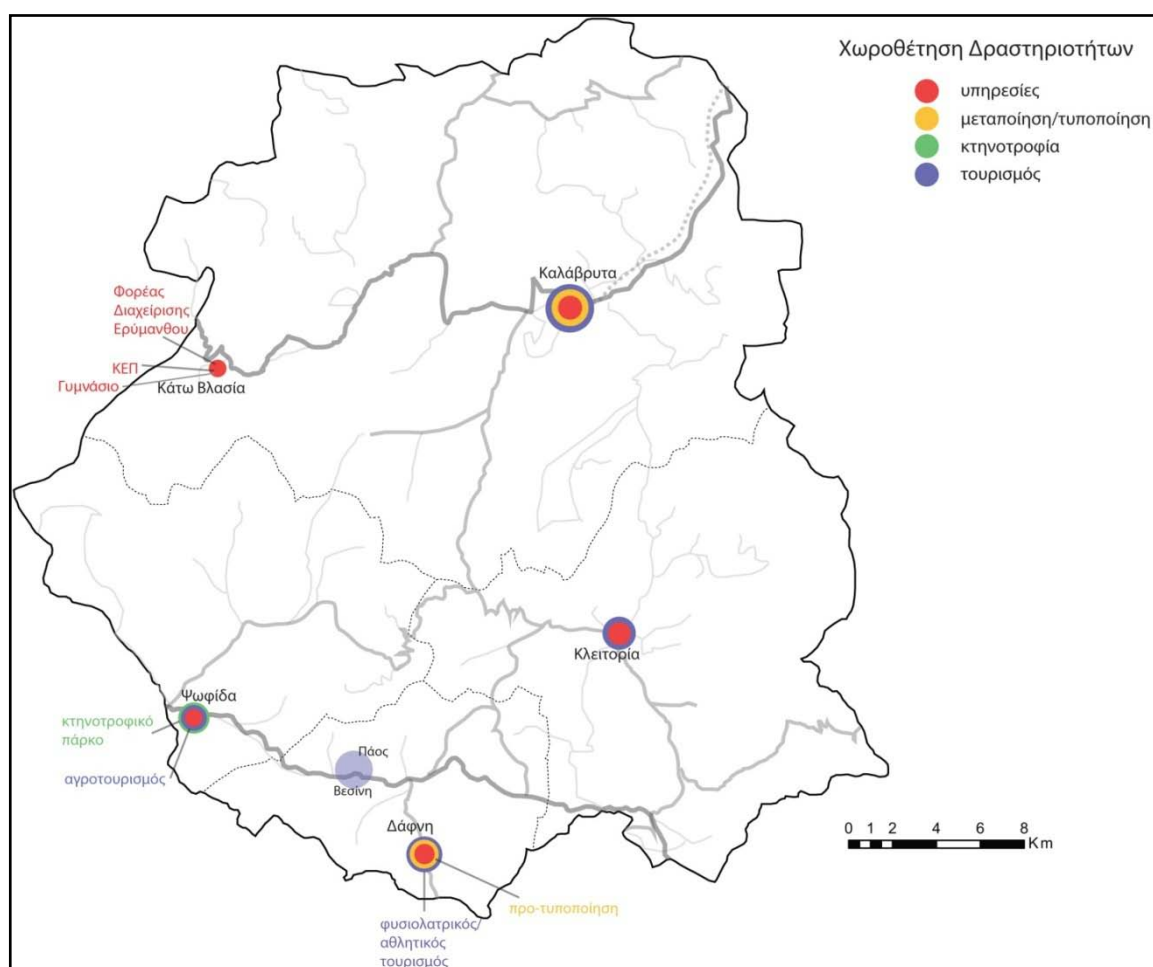 Χωροθέτηση Δραστηριοτήτων
υπηρεσίες
μεταποίηση/τυποποίηση
κτηνοτροφία
τουρισμός
Καλάβρυτα
Φορέας
Διαχείρισης
Ερύμανθου
ΚΕΠ
Γυμνάσιο
Κάτω Βλασία
Κλειτορία
Ψωφίδα
κτηνοτροφικό
πάρκο
αγροτουρισμός
Πάος
Βεσίνη
Δάφνη
0 1 2 4 6 8
Km
προ-τυποποίηση
φυσιολατρικός/
αθλητικός
τουρισμός